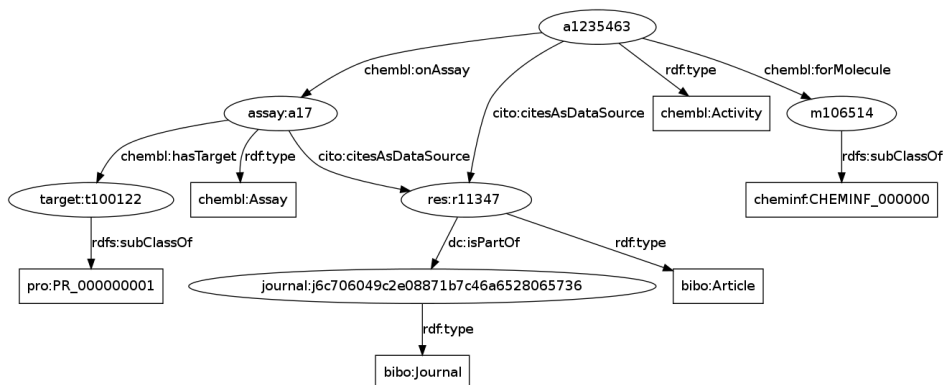 a1235463
chembl:onAssay
rdf:type
chembl:forMolecule
assay:a17
cito:citesAsDataSource
chembl:Activity
m106514
chembl:hasTarget
rdf:type
cito:citesAsDataSource
rdfs:subClassOf
target:t100122
chembl:Assay
res:r11347
cheminf:CHEMINF_000000
rdfs:subClassOf
dc:isPartOf
rdf:type
pro:PR_000000001
journal:j6c706049c2e08871b7c46a6528065736
bibo:Article
rdf:type
bibo:Journal